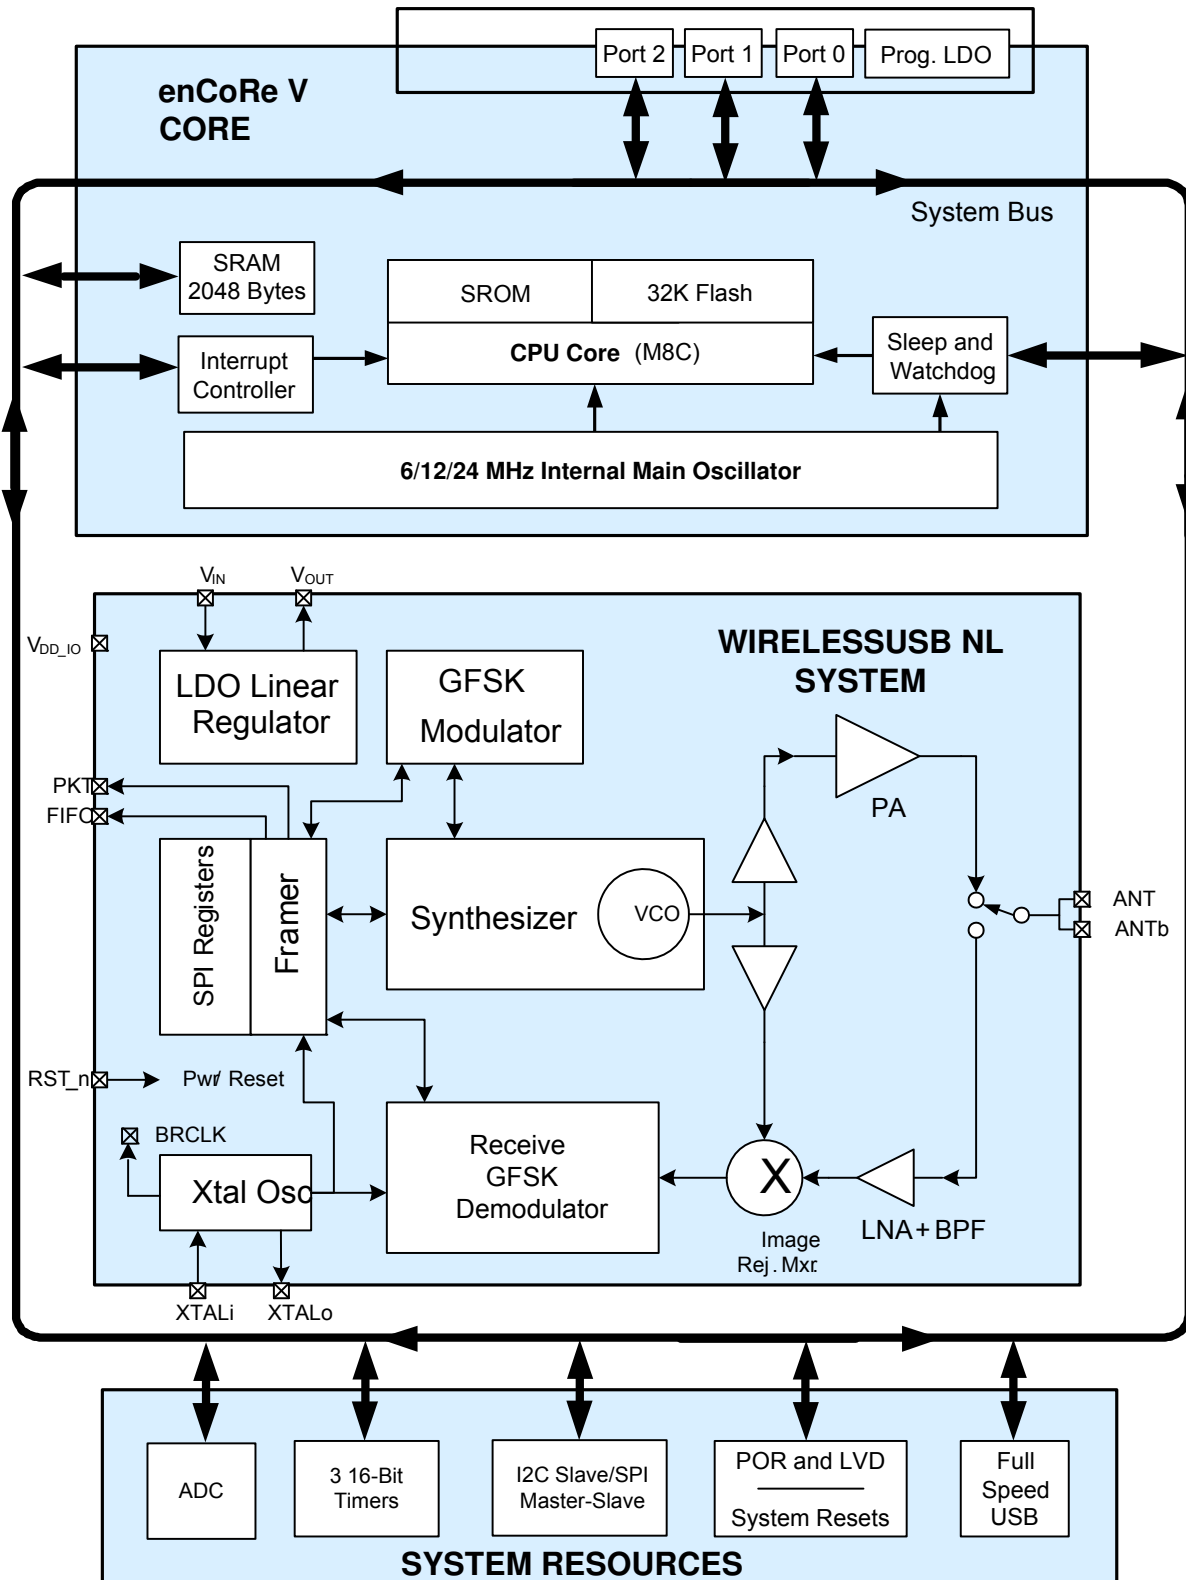 Port 2 Port 1 Port 0 Prog. LDO
enCoRe V
CORE
System Bus
SRAM
2048 Bytes
SROM 32K Flash
CPU Core (M8C)
Interrupt
Controller
Sleep and
Watchdog
6/12/24 MHz Internal Main Oscillator
VIN VOUT
VDD_IO
WIRELESSUSB NL
SYSTEM
LDO Linear
Regulator
GFSK
Modulator
PKT
FIFO
PA
SPI Registers
Framer
Synthesizer
VCO
ANT
ANTb
RST_n
Pwr/ Reset
BRCLK
Xtal Osc
Receive
GFSK
Demodulator
X
LNA + BPF
Image
Rej. Mxr.
XTALi XTALo
ADC
3 16-Bit
Timers
I2C Slave/SPI
Master-Slave
POR and LVD
System Resets
Full
Speed
USB
SYSTEM RESOURCES